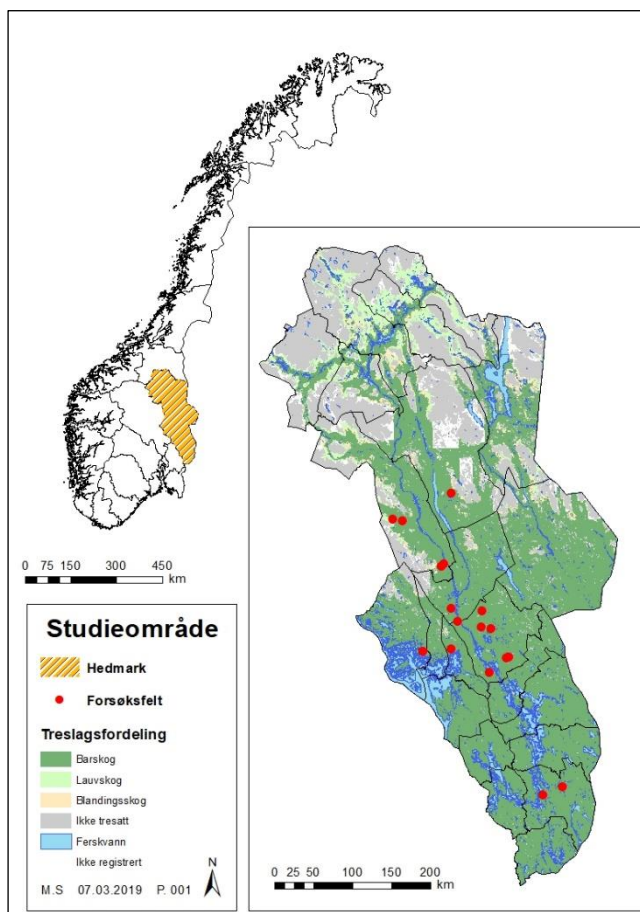 0 75 150 300 450
km
Studieområde
Hedmark
Forsøksfelt
Treslagsfordeling
Barskog
Lauvskog
Blandingsskog
Ikke tresatt
Ferskvann
Ikke registrert
N
M.S 07.03.2019 P. 001
0 25 50 100 150 200
km